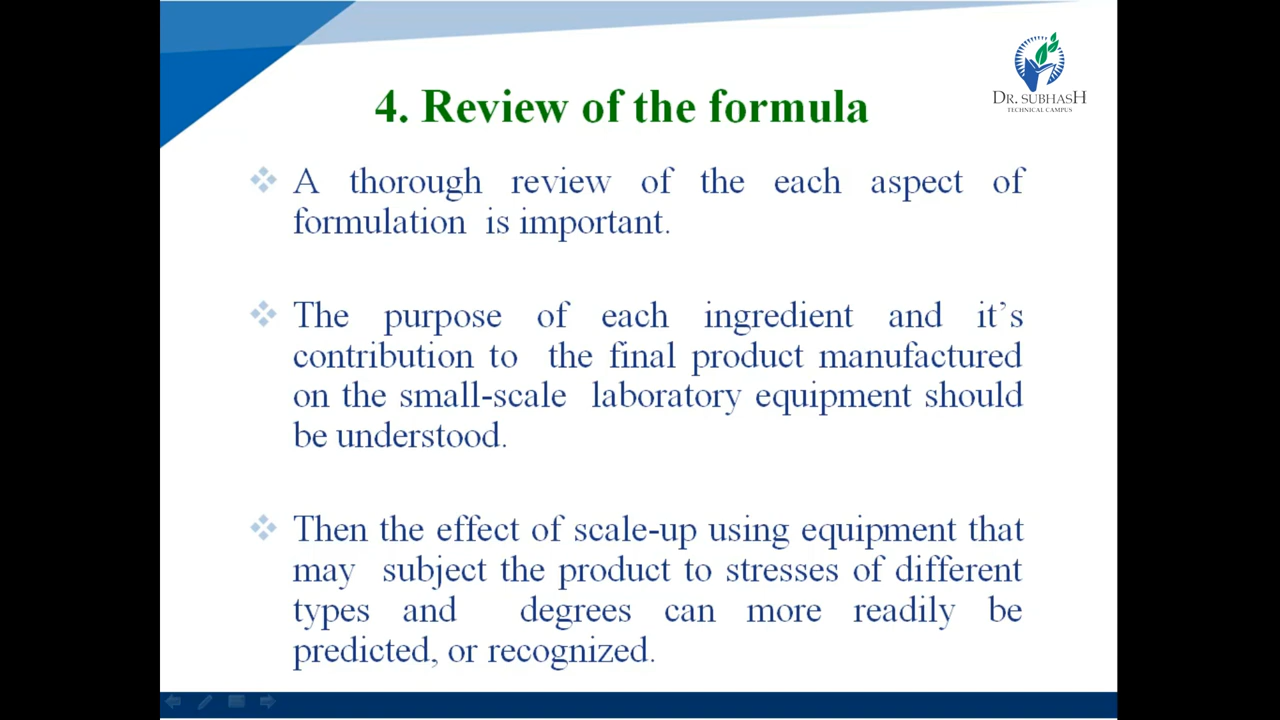 DR. SUBHASH
TECHNICAL CAMPUS
4. Review of the formula
A thorough review of the each aspect of
formulation is important.
The purpose of each ingredient and it’s
contribution to the final product manufactured
on the small-scale laboratory equipment should
be understood.
Then the effect of scale-up using equipment that
may subject the product to stresses of different
types and degrees can more readily be
predicted, or recognized.